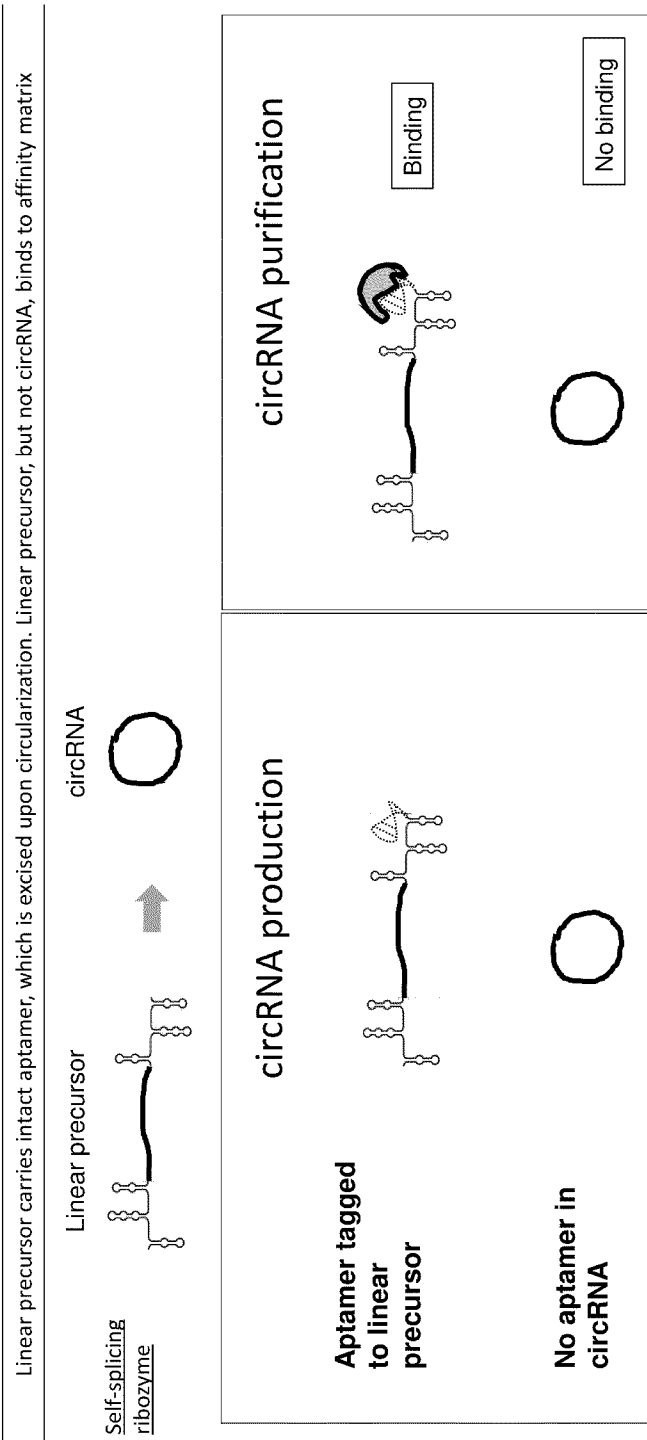 Linear precursor carries intact aptamer, which is excised upon circularization. Linear precursor, but not circRNA, binds to affinity matrix
Self-splicing
ribozyme
Linear precursor
circRNA
circRNA production
Aptamer tagged
to linear
precursor
No aptamer in
circRNA
circRNA purification
Binding
No binding